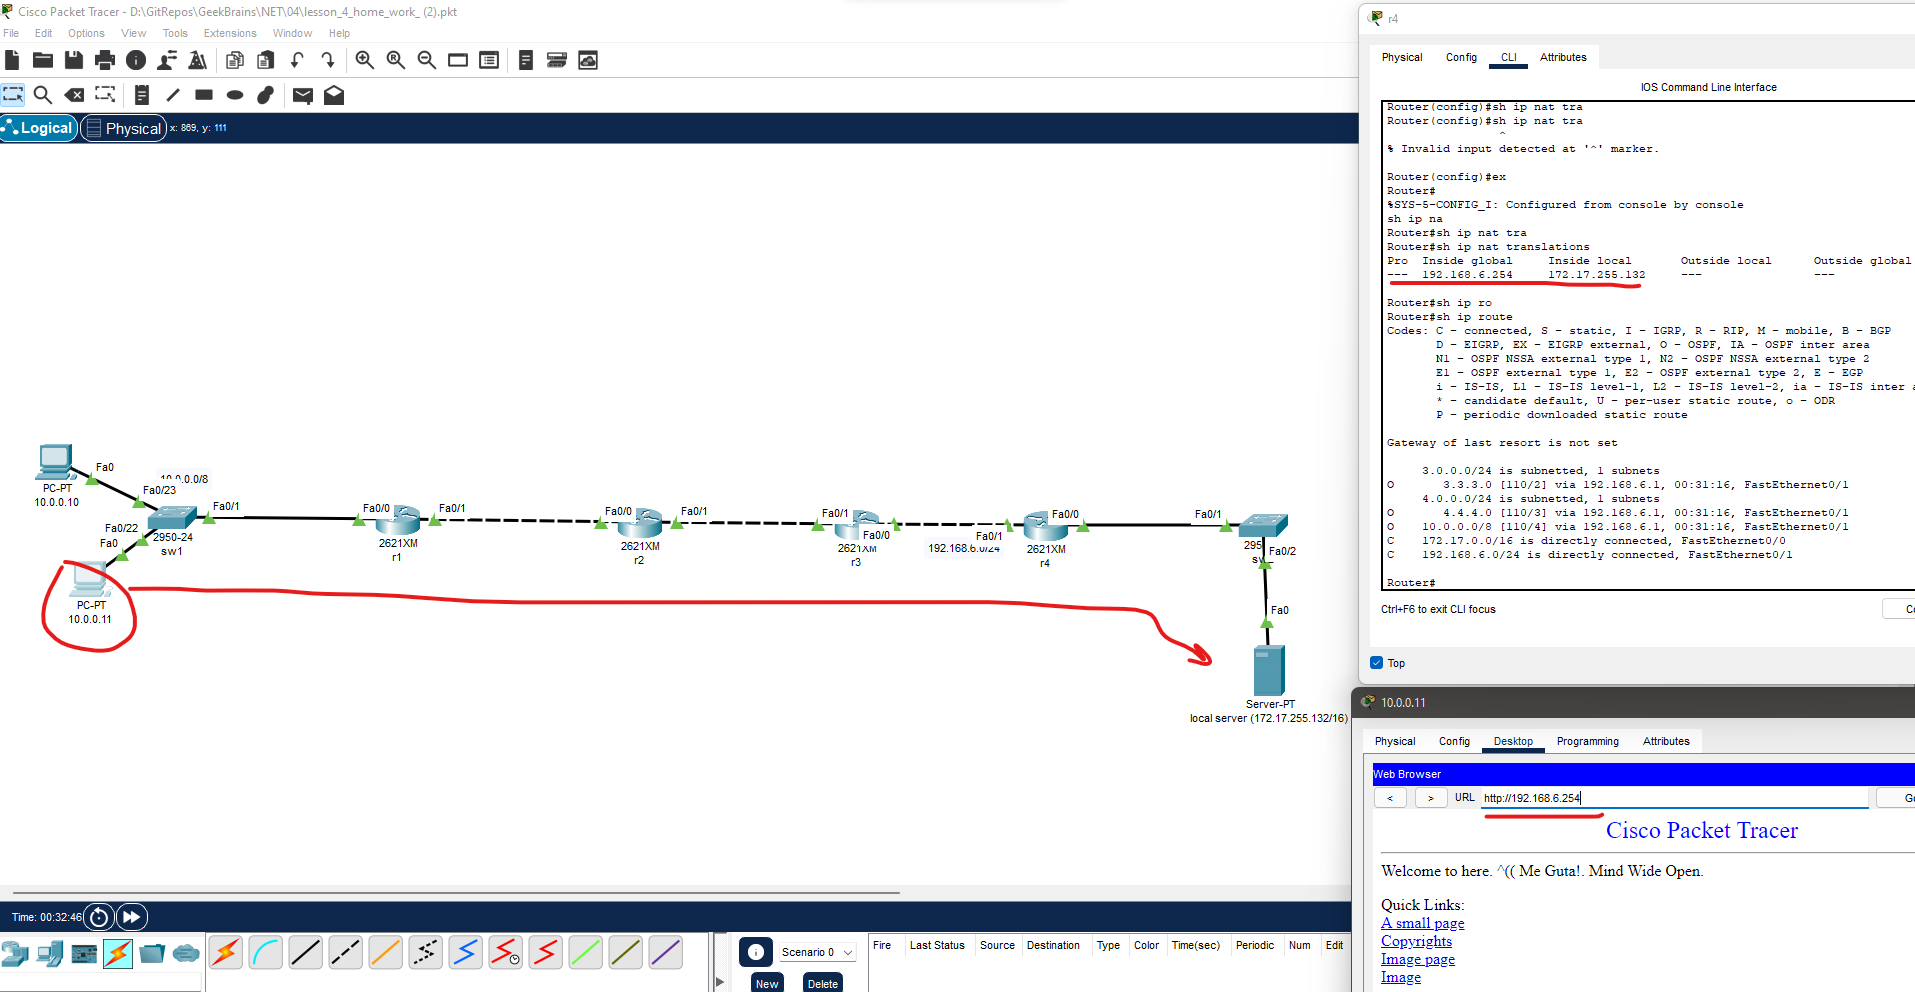 Cisco Packet Tracer - D:\GitRepos\GeekBrains\NET\04\lesson_4_home_work_ (2).pkt
File Edit Options View Tools Extensions Window Help
Logical Physical x: 869, y: 111
Fa0
PC-PT
10.0.0.10
10.0.0.0/8
Fa0/23
Fa0/1
Fa0/22
Fa0
2950-24
sw1
PC-PT
10.0.0.11
Fa0/0
Fa0/1
2621XM
r1
Fa0/0
Fa0/1
2621XM
r2
Fa0/1
Fa0/0
2621XM
r3
192.168.6.0/24
Fa0/1
Fa0/0
2621XM
r4
Fa0/1
295
Fa0/2
Fa0
Server-PT
local server (172.17.255.132/16)
Time: 00:32:46
Scenario 0
New Delete
Fire Last Status Source Destination Type Color Time(sec) Periodic Num Edit
r4
Physical Config CLI Attributes
IOS Command Line Interface
Router(config)#sh ip nat tra
Router(config)#sh ip nat tra
^
% Invalid input detected at '^' marker.
Router(config)#ex
Router#
%SYS-5-CONFIG_I: Configured from console by console
sh ip na
Router#sh ip nat tra
Router#sh ip nat translations
Pro Inside global Inside local Outside local Outside global
--- 192.168.6.254 172.17.255.132 --- ---
Router#sh ip ro
Router#sh ip route
Codes: C - connected, S - static, I - IGRP, R - RIP, M - mobile, B - BGP
D - EIGRP, EX - EIGRP external, O - OSPF, IA - OSPF inter area
N1 - OSPF NSSA external type 1, N2 - OSPF NSSA external type 2
E1 - OSPF external type 1, E2 - OSPF external type 2, E - EGP
i - IS-IS, L1 - IS-IS level-1, L2 - IS-IS level-2, ia - IS-IS inter
* - candidate default, U - per-user static route, o - ODR
P - periodic downloaded static route
Gateway of last resort is not set
3.0.0.0/24 is subnetted, 1 subnets
O 3.3.3.0 [110/2] via 192.168.6.1, 00:31:16, FastEthernet0/1
4.0.0.0/24 is subnetted, 1 subnets
O 4.4.4.0 [110/3] via 192.168.6.1, 00:31:16, FastEthernet0/1
O 10.0.0.0/8 [110/4] via 192.168.6.1, 00:31:16, FastEthernet0/1
C 172.17.0.0/16 is directly connected, FastEthernet0/0
C 192.168.6.0/24 is directly connected, FastEthernet0/1
Router#
Ctrl+F6 to exit CLI focus
Top
10.0.0.11
Physical Config Desktop Programming Attributes
Web Browser
< > URL http://192.168.6.254
Cisco Packet Tracer
Welcome to here. ^(( Me Guta!. Mind Wide Open.
Quick Links:
A small page
Copyrights
Image page
Image